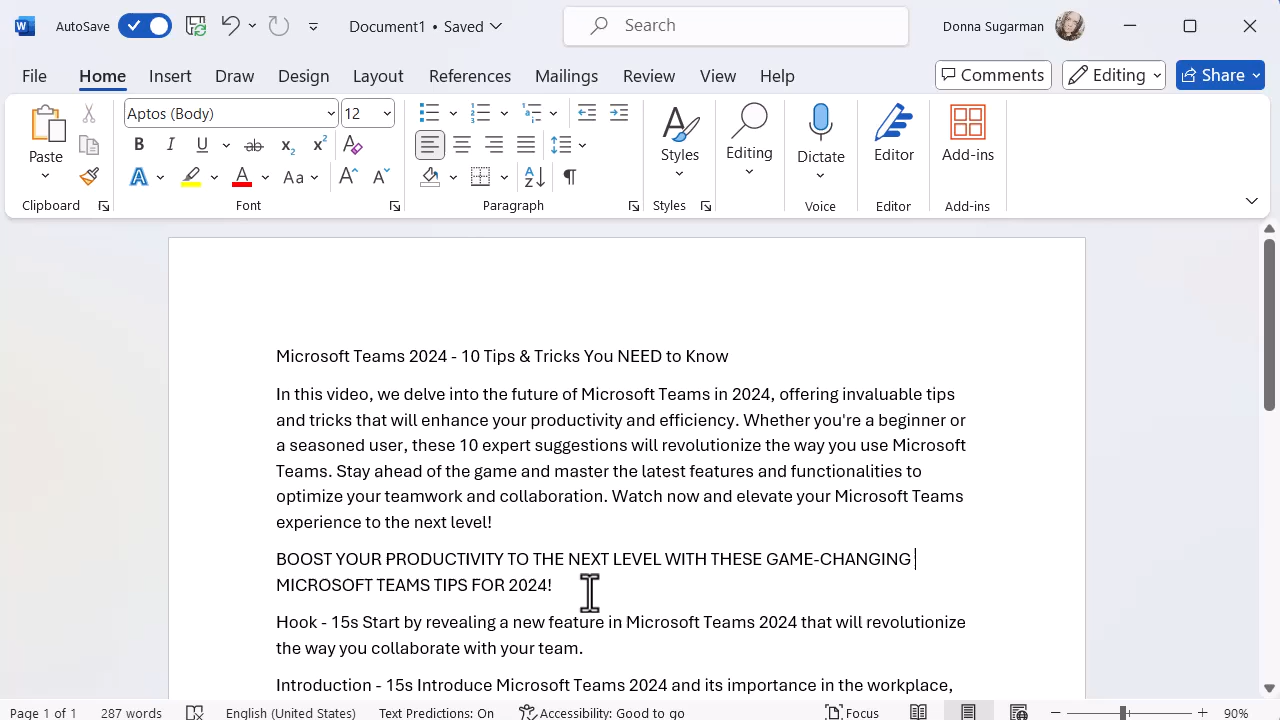 AutoSave
Document1 • Saved
Search
Donna Sugarman
File Home Insert Draw Design Layout References Mailings Review View Help
Comments Editing Share
Paste
Clipboard
Aptos (Body) 12
B I U ab x₂ x²
A A Aa A A
Font
Paragraph
Styles
Styles
Editing
Dictate
Voice
Editor
Editor
Add-ins
Add-ins
Microsoft Teams 2024 - 10 Tips & Tricks You NEED to Know
In this video, we delve into the future of Microsoft Teams in 2024, offering invaluable tips
and tricks that will enhance your productivity and efficiency. Whether you're a beginner or
a seasoned user, these 10 expert suggestions will revolutionize the way you use Microsoft
Teams. Stay ahead of the game and master the latest features and functionalities to
optimize your teamwork and collaboration. Watch now and elevate your Microsoft Teams
experience to the next level!
BOOST YOUR PRODUCTIVITY TO THE NEXT LEVEL WITH THESE GAME-CHANGING
MICROSOFT TEAMS TIPS FOR 2024!
Hook - 15s Start by revealing a new feature in Microsoft Teams 2024 that will revolutionize
the way you collaborate with your team.
Introduction - 15s Introduce Microsoft Teams 2024 and its importance in the workplace,
Page 1 of 1 287 words English (United States) Text Predictions: On Accessibility: Good to go Focus 90%